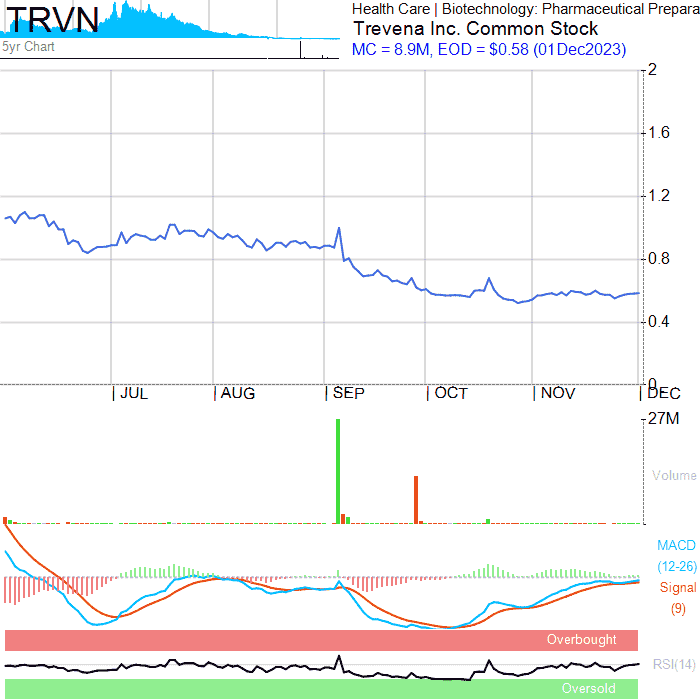 TRVN
5yr Chart
Health Care | Biotechnology: Pharmaceutical Prepara
Trevena Inc. Common Stock
MC = 8.9M, EOD = $0.58 (01Dec2023)
2
1.6
1.2
0.8
0.4
0
JUL
AUG
SEP
OCT
NOV
DEC
27M
Volume
MACD
(12-26)
Signal
(9)
Overbought
RSI(14)
Oversold